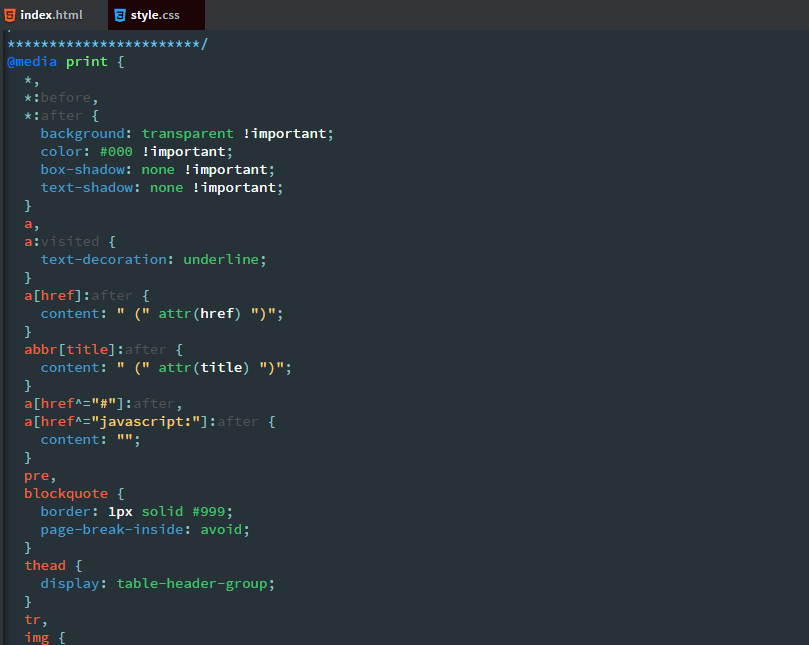 index.html
style.css
***********************/
@media print {
  *,
  *:before,
  *:after {
    background: transparent !important;
    color: #000 !important;
    box-shadow: none !important;
    text-shadow: none !important;
  }
  a,
  a:visited {
    text-decoration: underline;
  }
  a[href]:after {
    content: " (" attr(href) ")";
  }
  abbr[title]:after {
    content: " (" attr(title) ")";
  }
  a[href^="#"]:after,
  a[href^="javascript:"]:after {
    content: "";
  }
  pre,
  blockquote {
    border: 1px solid #999;
    page-break-inside: avoid;
  }
  thead {
    display: table-header-group;
  }
  tr,
  img {